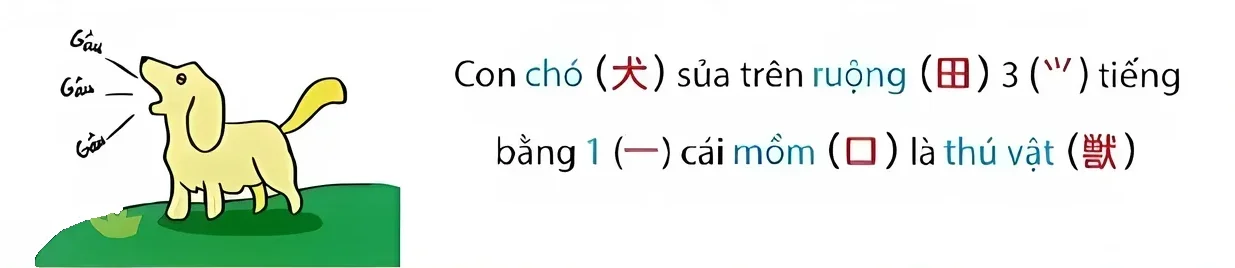 Gâu
Gâu
Gâu
Con chó (犬) sủa trên ruộng (田) 3 (⺍) tiếng
bằng 1 (一) cái mồm (口) là thú vật (獣)